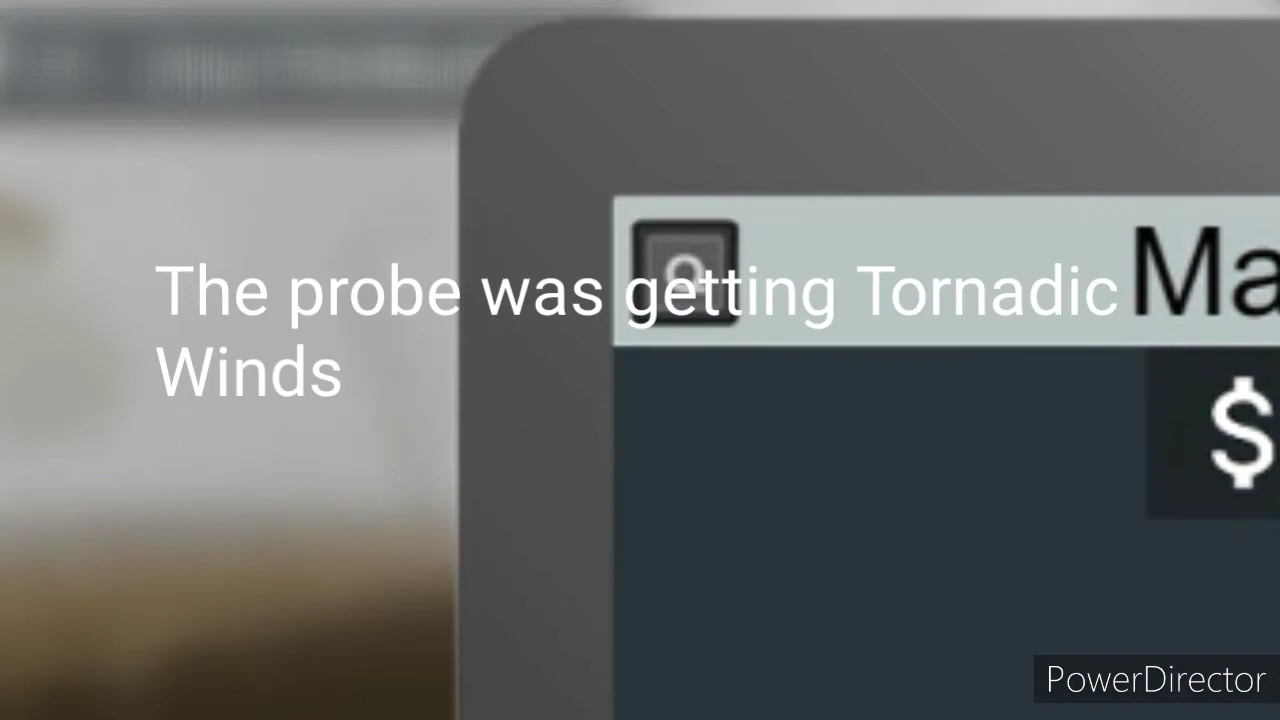 Q
Ma
The probe was getting Tornadic
Winds
$
PowerDirector